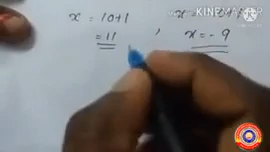 x = 10+1
= 11 , x = - 9
KINEMASTER